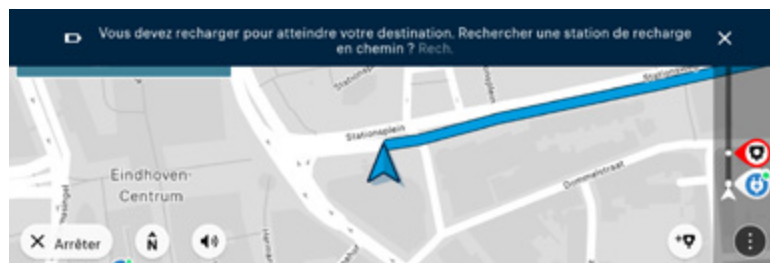 Vous devez recharger pour atteindre votre destination. Rechercher une station de recharge
en chemin ? Rech.
Stationsplein
Stationsplein
Eindhoven-
Centrum
Dommelstraat
Arrêter
N